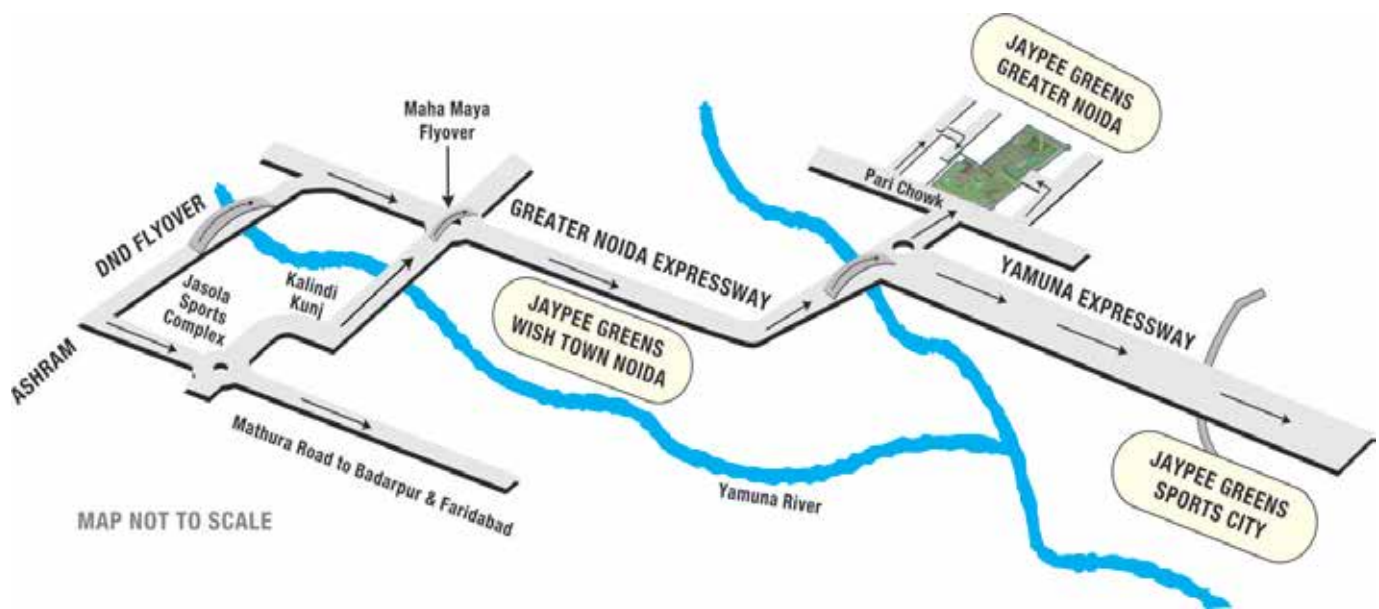 JAYPEE GREENS
GREATER NOIDA
Maha Maya
Flyover
Pari Chowk
DND FLYOVER
GREATER NOIDA EXPRESSWAY
YAMUNA EXPRESSWAY
Kalindi
Kunj
Jasola
Sports
Complex
JAYPEE GREENS
WISH TOWN NOIDA
ASHRAM
Mathura Road to Badarpur & Faridabad
Yamuna River
JAYPEE GREENS
SPORTS CITY
MAP NOT TO SCALE